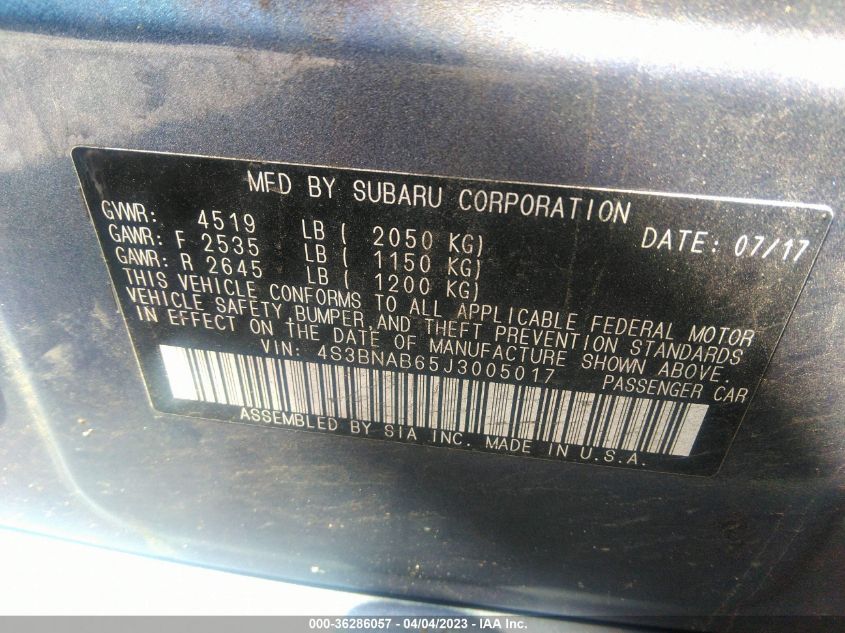 MFD BY SUBARU CORPORATION
GVWR: 4519 LB ( 2050 KG) DATE: 07/17
GAWR: F 2535 LB ( 1150 KG)
GAWR: R 2645 LB ( 1200 KG)
THIS VEHICLE CONFORMS TO ALL APPLICABLE FEDERAL MOTOR
VEHICLE SAFETY, BUMPER, AND THEFT PREVENTION STANDARDS
IN EFFECT ON THE DATE OF MANUFACTURE SHOWN ABOVE.
VIN: 4S3BNAB65J3005017 PASSENGER CAR
ASSEMBLED BY SIA INC. MADE IN U.S.A.
000-36286057 - 04/04/2023 - IAA Inc.